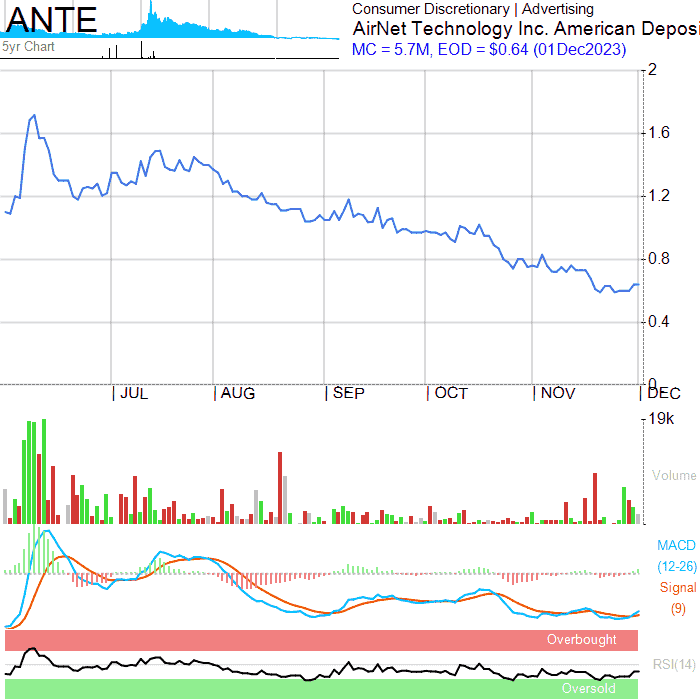 ANTE
5yr Chart
Consumer Discretionary | Advertising
AirNet Technology Inc. American Deposi
MC = 5.7M, EOD = $0.64 (01Dec2023)
2
1.6
1.2
0.8
0.4
0
JUL
AUG
SEP
OCT
NOV
DEC
19k
Volume
MACD
(12-26)
Signal
(9)
Overbought
RSI(14)
Oversold